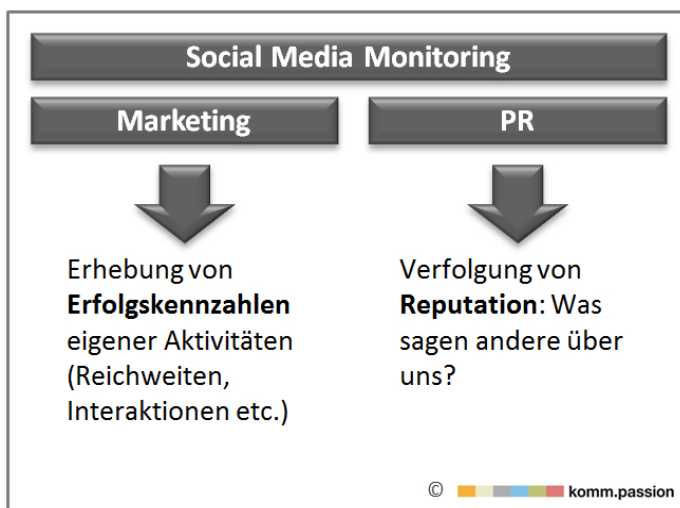 Social Media Monitoring
Marketing
PR
Erhebung von
Erfolgskennzahlen
eigener Aktivitäten
(Reichweiten,
Interaktionen etc.)
Verfolgung von
Reputation: Was
sagen andere über
uns?
© komm.passion